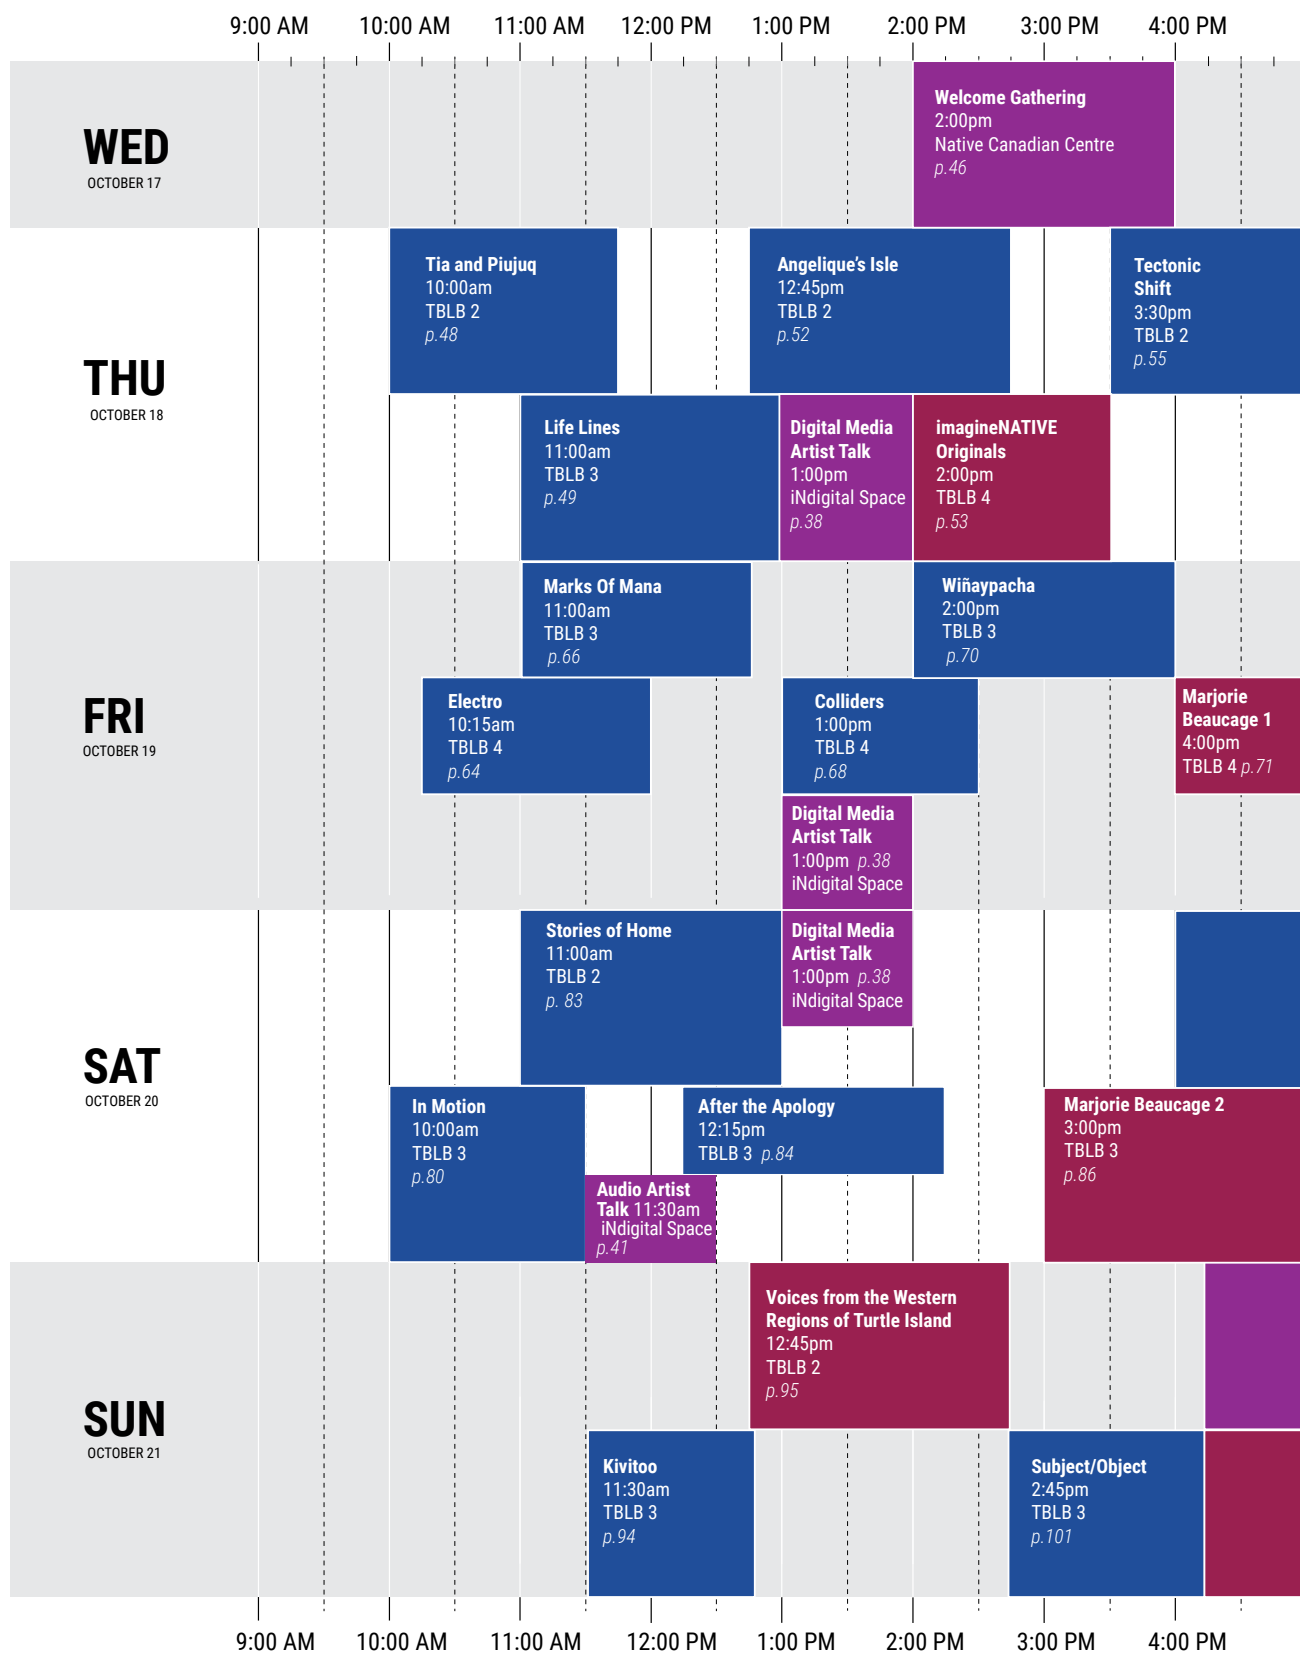 9:00 AM 10:00 AM 11:00 AM 12:00 PM 1:00 PM 2:00 PM 3:00 PM 4:00 PM
WED
OCTOBER 17
Welcome Gathering
2:00pm
Native Canadian Centre
p.46
THU
OCTOBER 18
Tia and Piujuq
10:00am
TBLB 2
p.48
Angelique’s Isle
12:45pm
TBLB 2
p.52
Tectonic
Shift
3:30pm
TBLB 2
p.55
Life Lines
11:00am
TBLB 3
p.49
Digital Media
Artist Talk
1:00pm
iNdigital Space
p.38
imagineNATIVE
Originals
2:00pm
TBLB 4
p.53
FRI
OCTOBER 19
Marks Of Mana
11:00am
TBLB 3
p.66
Wiñaypacha
2:00pm
TBLB 3
p.70
Electro
10:15am
TBLB 4
p.64
Colliders
1:00pm
TBLB 4
p.68
Marjorie
Beaucage 1
4:00pm
TBLB 4 p.71
Digital Media
Artist Talk
1:00pm p.38
iNdigital Space
SAT
OCTOBER 20
Stories of Home
11:00am
TBLB 2
p. 83
Digital Media
Artist Talk
1:00pm p.38
iNdigital Space
In Motion
10:00am
TBLB 3
p.80
After the Apology
12:15pm
TBLB 3 p.84
Marjorie Beaucage 2
3:00pm
TBLB 3
p.86
Audio Artist
Talk 11:30am
iNdigital Space
p.41
SUN
OCTOBER 21
Voices from the Western
Regions of Turtle Island
12:45pm
TBLB 2
p.95
Kivitoo
11:30am
TBLB 3
p.94
Subject/Object
2:45pm
TBLB 3
p.101
9:00 AM 10:00 AM 11:00 AM 12:00 PM 1:00 PM 2:00 PM 3:00 PM 4:00 PM